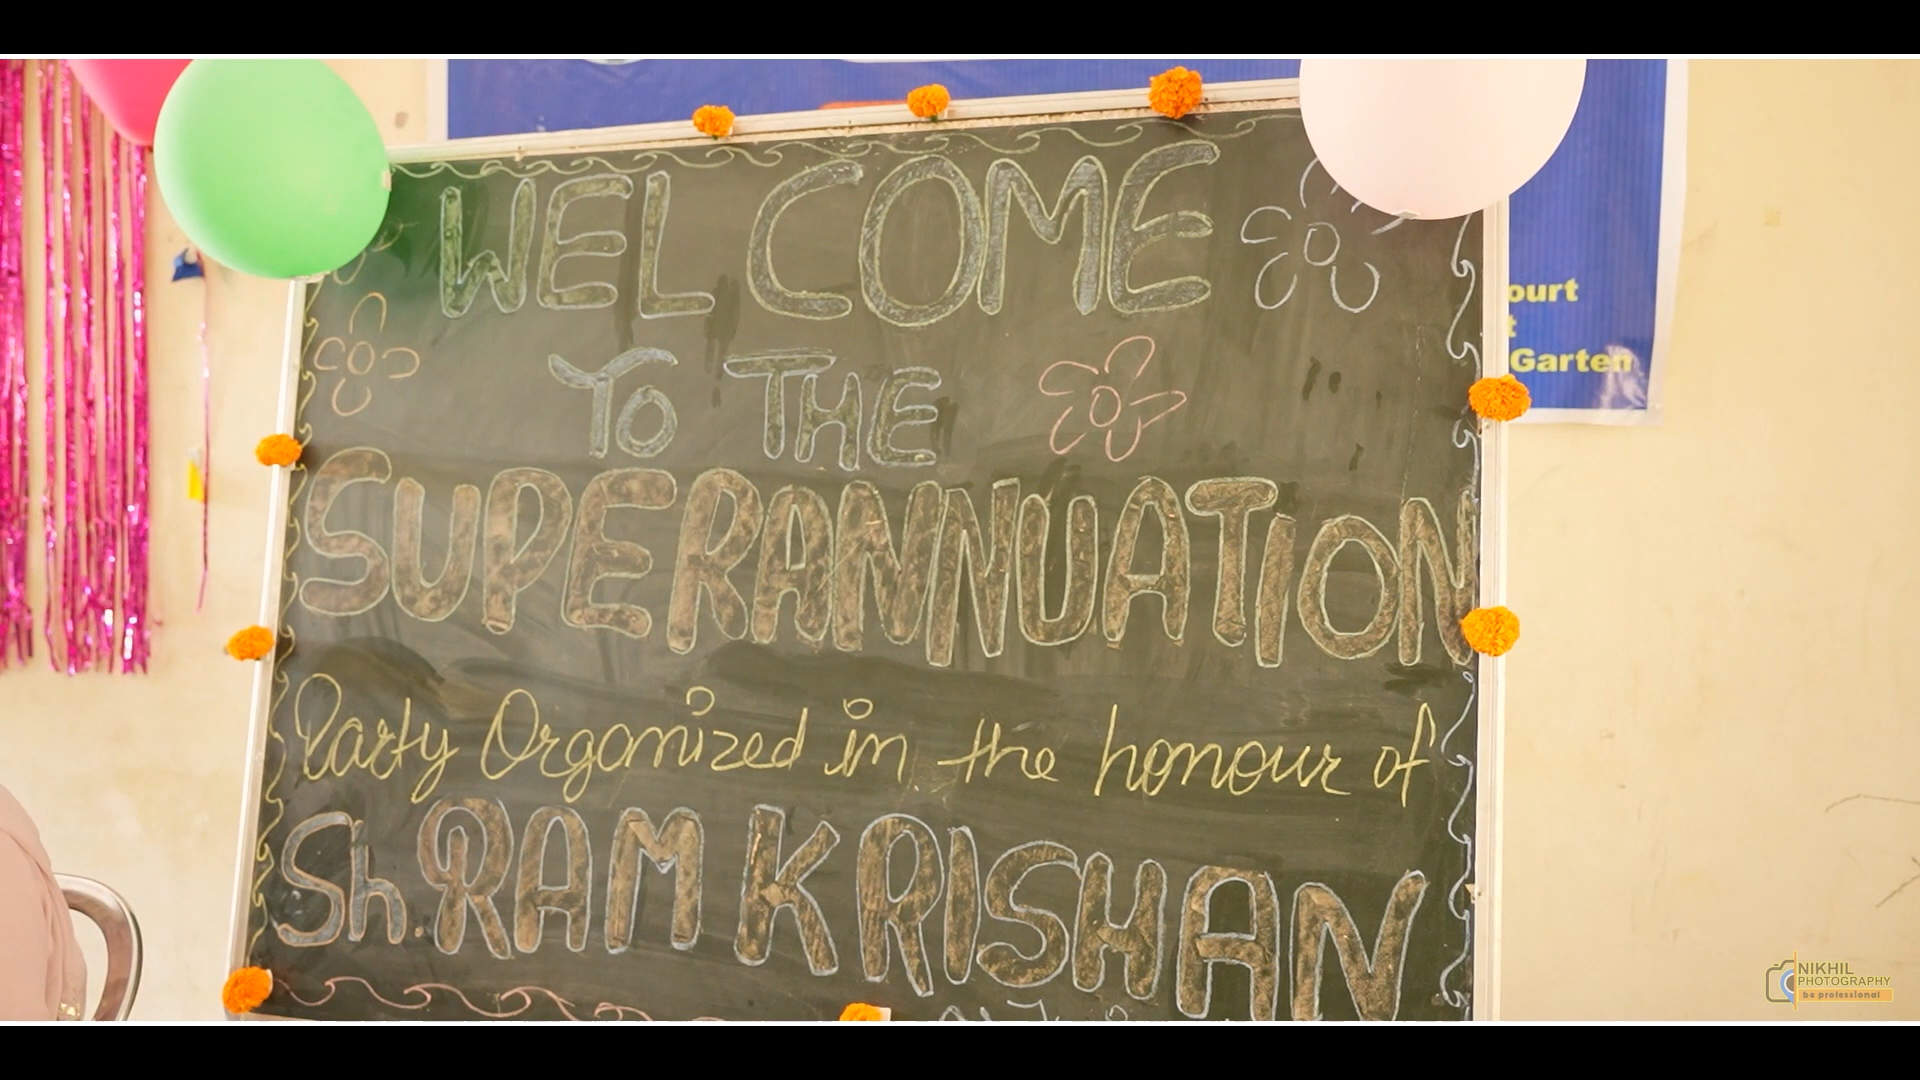 WELCOME
TO THE
SUPERANNUATION
Party Organized in the honour of
Sh. RAM KRISHAN
ourt
t
Garten
NIKHIL
PHOTOGRAPHY
be professional